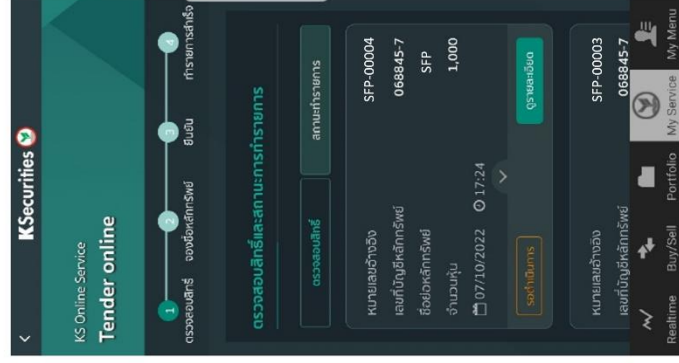 KSecurities
KS Online Service
Tender online
1 2 3 4
ตรวจสอบสิทธิ์ จองซื้อหลักทรัพย์ ยืนยัน ทำรายการสำเร็จ
ตรวจสอบสิทธิ์และสถานะการทำรายการ
ตรวจสอบสิทธิ์ สถานะทำรายการ
หมายเลขอ้างอิง SFP-00004
เลขที่บัญชีหลักทรัพย์ 068845-7
ชื่อย่อหลักทรัพย์ SFP
จำนวนหุ้น 1,000
07/10/2022 17:24
รอดำเนินการ ดูรายละเอียด
หมายเลขอ้างอิง SFP-00003
เลขที่บัญชีหลักทรัพย์ 068845-7
Realtime Buy/Sell Portfolio My Service My Menu